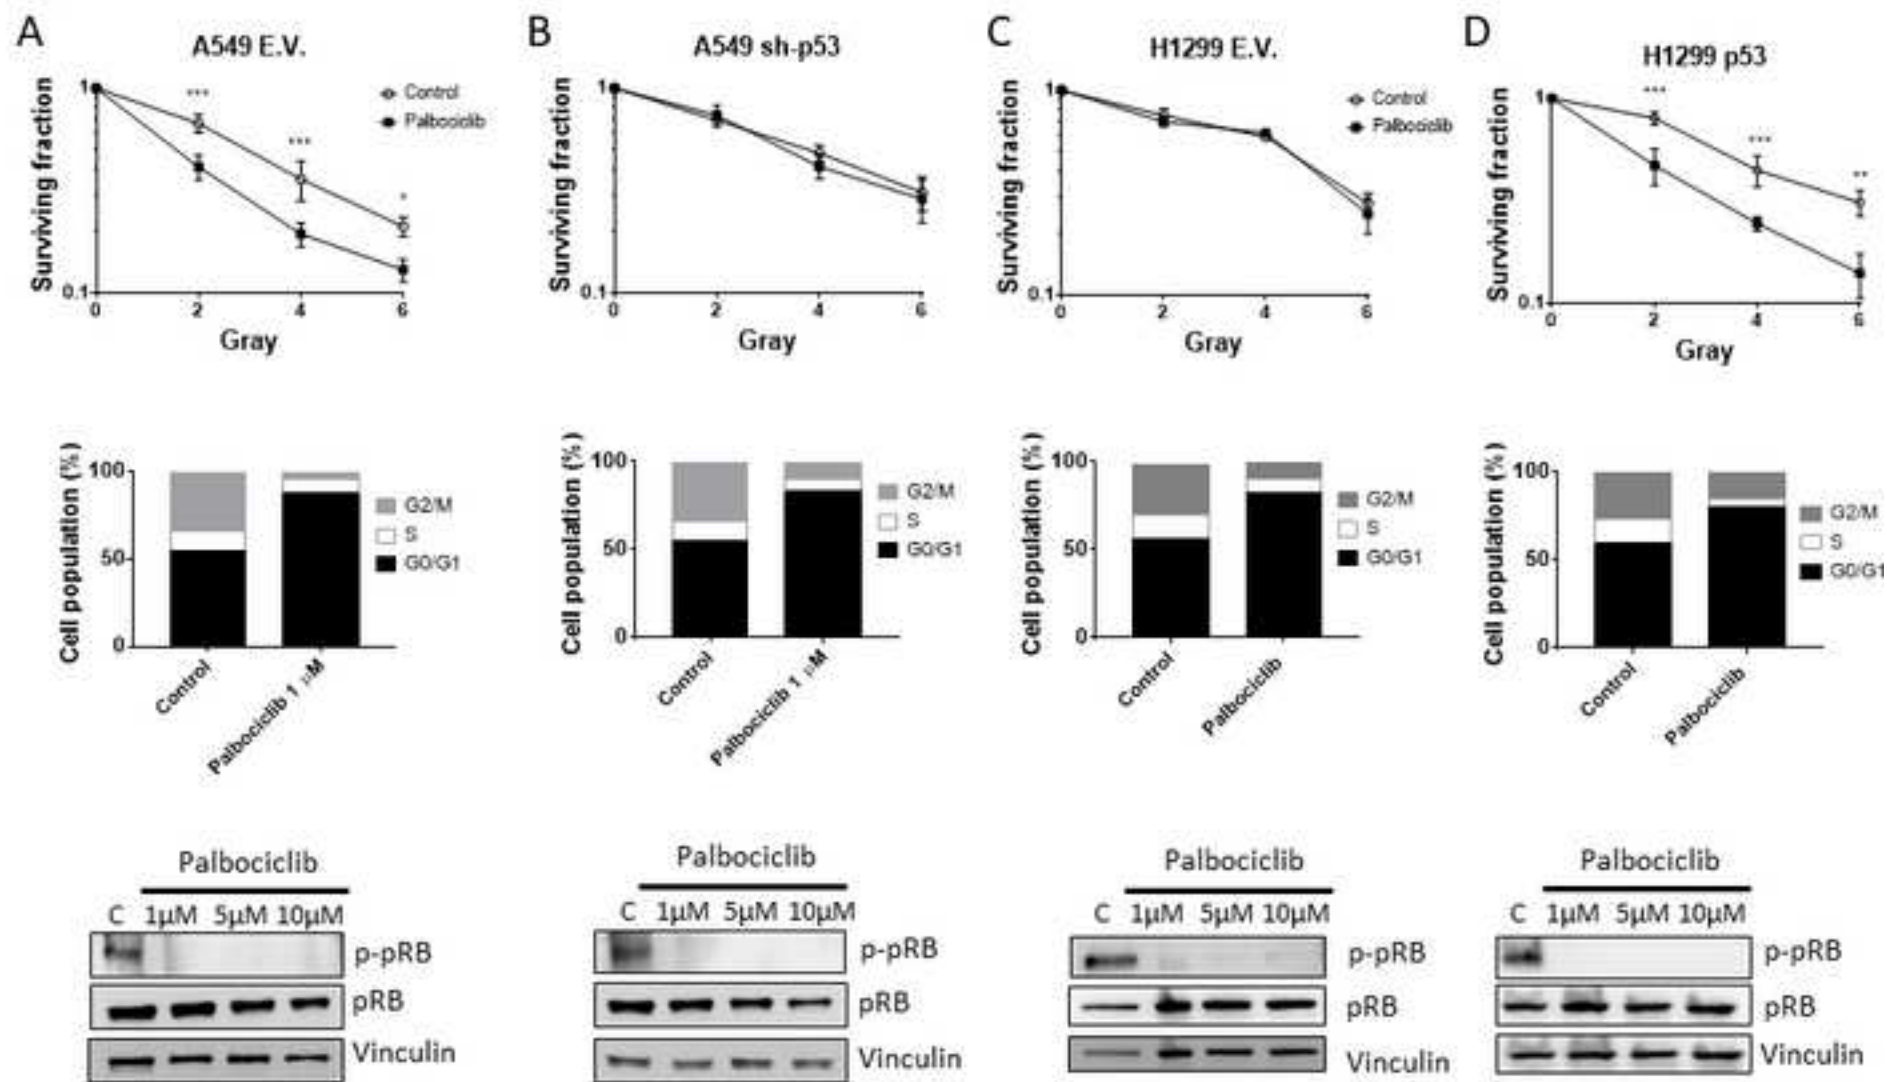 A
A549 E.V.
Surviving fraction
1
0.1
***
***
*
Control
Palbociclib
0 2 4 6
Gray
B
A549 sh-p53
Surviving fraction
1
0.1
0 2 4 6
Gray
C
H1299 E.V.
Surviving fraction
1
0.1
Control
Palbociclib
0 2 4 6
Gray
D
H1299 p53
Surviving fraction
1
0.1
***
***
**
0 2 4 6
Gray
Cell population (%)
100
50
0
G2/M
S
G0/G1
Control
Palbociclib 1 µM
Cell population (%)
100
50
0
G2/M
S
G0/G1
Control
Palbociclib 1 µM
Cell population (%)
100
50
0
G2/M
S
G0/G1
Control
Palbociclib
Cell population (%)
100
50
0
G2/M
S
G0/G1
Control
Palbociclib
Palbociclib
C 1µM 5µM 10µM
p-pRB
pRB
Vinculin
Palbociclib
C 1µM 5µM 10µM
p-pRB
pRB
Vinculin
Palbociclib
C 1µM 5µM 10µM
p-pRB
pRB
Vinculin
Palbociclib
C 1µM 5µM 10µM
p-pRB
pRB
Vinculin